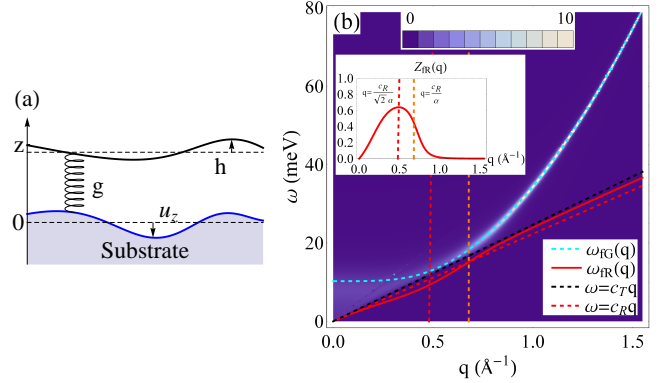 (a)
z
h
g
0
u_z
Substrate
(b)
0 10
Z_fR(q)
q=c_R/√2 α
q=c_R/α
1.0
0.8
0.6
0.4
0.2
0
0.0 0.5 1.0 1.5
q (Å⁻¹)
80
60
40
20
0
ω (meV)
ω_fG(q)
ω_fR(q)
ω=c_T q
ω=c_R q
0.0 0.5 1.0 1.5
q (Å⁻¹)